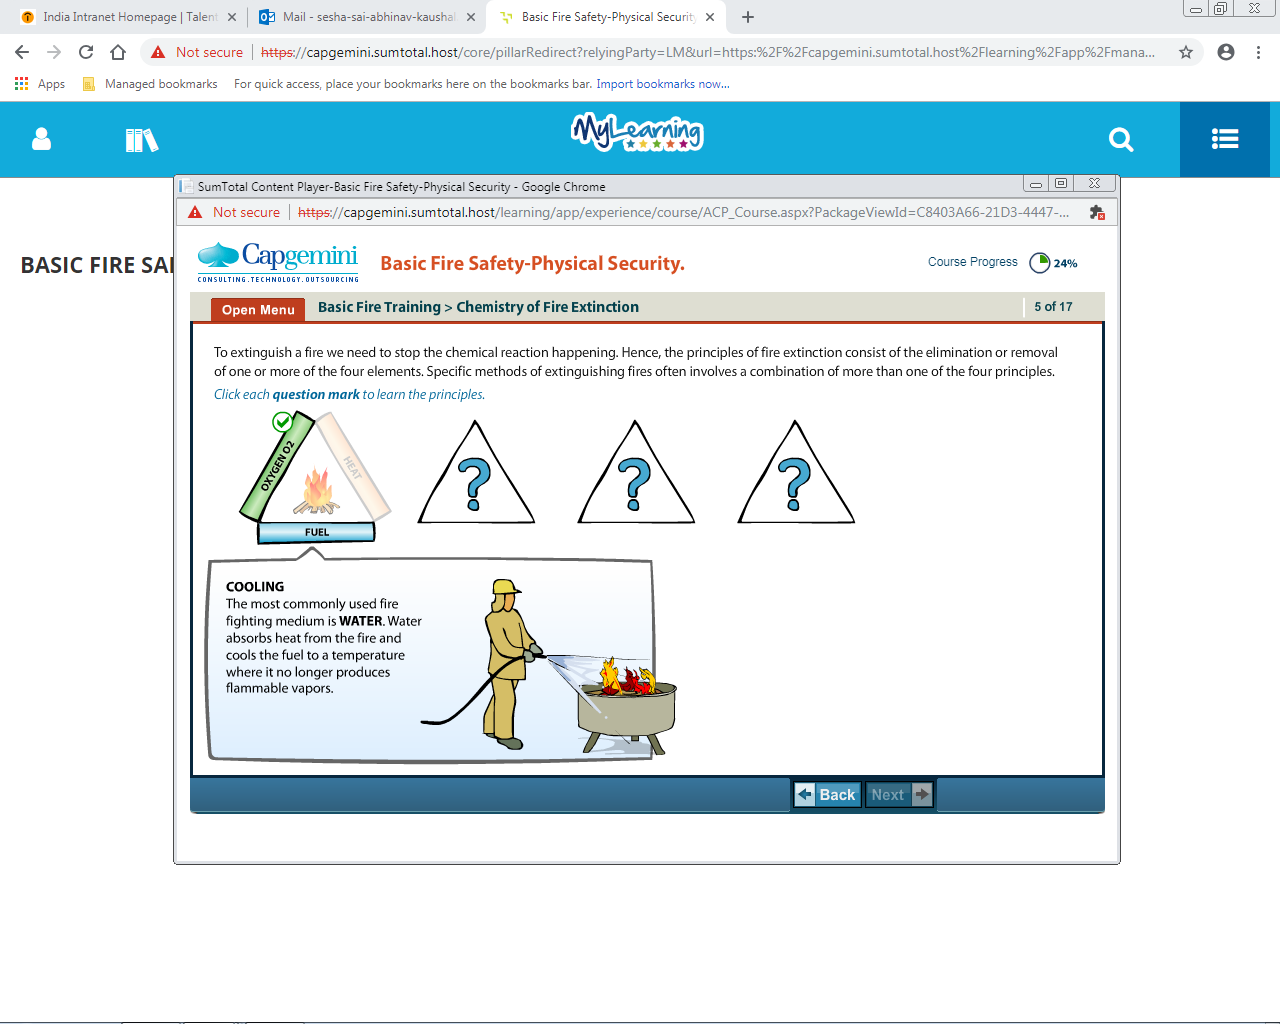 India Intranet Homepage | Talen
Mail - sesha-sai-abhinav-kaushal
Basic Fire Safety-Physical Security
Not secure
https://capgemini.sumtotal.host/core/pillarRedirect?relyingParty=LM&url=https:%2F%2Fcapgemini.sumtotal.host%2Flearning%2Fapp%2Fmana...
Apps
Managed bookmarks
For quick access, place your bookmarks here on the bookmarks bar. Import bookmarks now...
MyLearning
SumTotal Content Player-Basic Fire Safety-Physical Security - Google Chrome
Not secure
https://capgemini.sumtotal.host/learning/app/experience/course/ACP_Course.aspx?PackageViewId=C8403A66-21D3-4447-...
BASIC FIRE SA
Capgemini
CONSULTING.TECHNOLOGY.OUTSOURCING
Basic Fire Safety-Physical Security.
Course Progress
24%
Open Menu
Basic Fire Training > Chemistry of Fire Extinction
5 of 17
To extinguish a fire we need to stop the chemical reaction happening. Hence, the principles of fire extinction consist of the elimination or removal
of one or more of the four elements. Specific methods of extinguishing fires often involves a combination of more than one of the four principles.
Click each question mark to learn the principles.
OXYGEN O2
HEAT
FUEL
?
?
?
COOLING
The most commonly used fire
fighting medium is WATER. Water
absorbs heat from the fire and
cools the fuel to a temperature
where it no longer produces
flammable vapors.
Back
Next